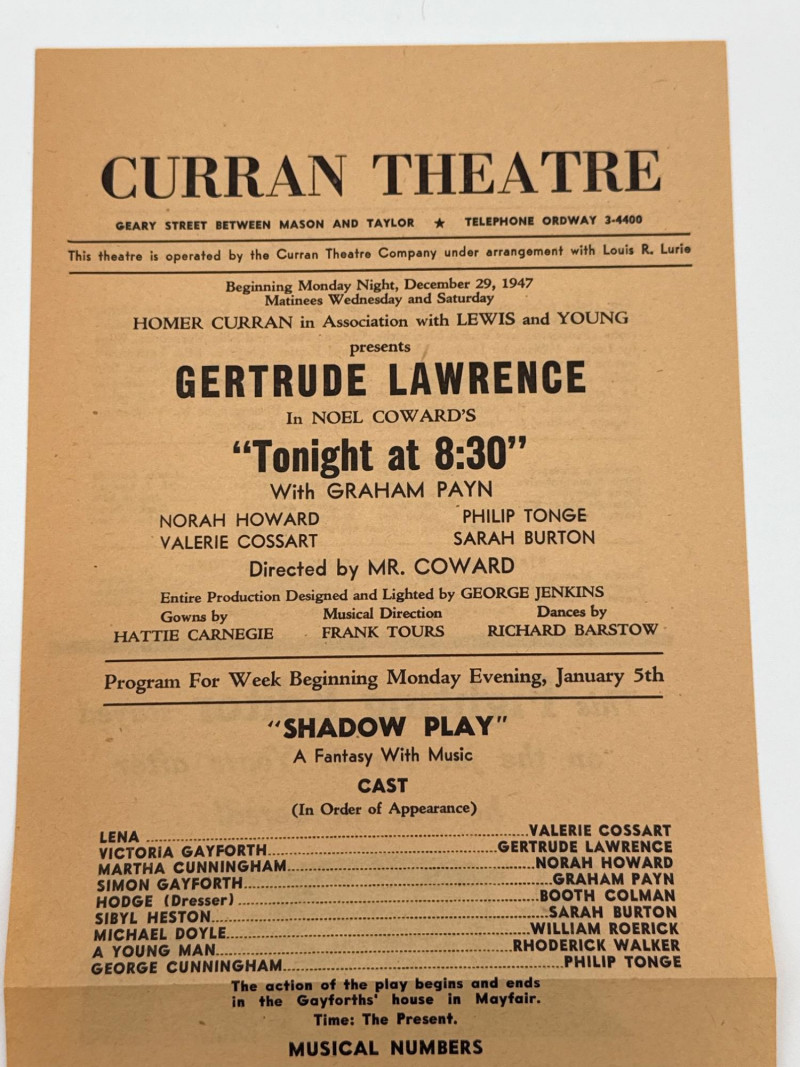 CURRAN THEATRE
GEARY STREET BETWEEN MASON AND TAYLOR ★ TELEPHONE ORDWAY 3-4400
This theatre is operated by the Curran Theatre Company under arrangement with Louis R. Lurie
Beginning Monday Night, December 29, 1947
Matinees Wednesday and Saturday
HOMER CURRAN in Association with LEWIS and YOUNG
presents
GERTRUDE LAWRENCE
In NOEL COWARD'S
"Tonight at 8:30"
With GRAHAM PAYN
NORAH HOWARD PHILIP TONGE
VALERIE COSSART SARAH BURTON
Directed by MR. COWARD
Entire Production Designed and Lighted by GEORGE JENKINS
Gowns by Musical Direction Dances by
HATTIE CARNEGIE FRANK TOURS RICHARD BARSTOW
Program For Week Beginning Monday Evening, January 5th
"SHADOW PLAY"
A Fantasy With Music
CAST
(In Order of Appearance)
LENA ........ VALERIE COSSART
VICTORIA GAYFORTH ........ GERTRUDE LAWRENCE
MARTHA CUNNINGHAM ........ NORAH HOWARD
SIMON GAYFORTH ........ GRAHAM PAYN
HODGE (Dresser) ........ BOOTH COLMAN
SIBYL HESTON ........ SARAH BURTON
MICHAEL DOYLE ........ WILLIAM ROERICK
A YOUNG MAN ........ RHODERICK WALKER
GEORGE CUNNINGHAM ........ PHILIP TONGE
The action of the play begins and ends
in the Gayforths' house in Mayfair.
Time: The Present.
MUSICAL NUMBERS